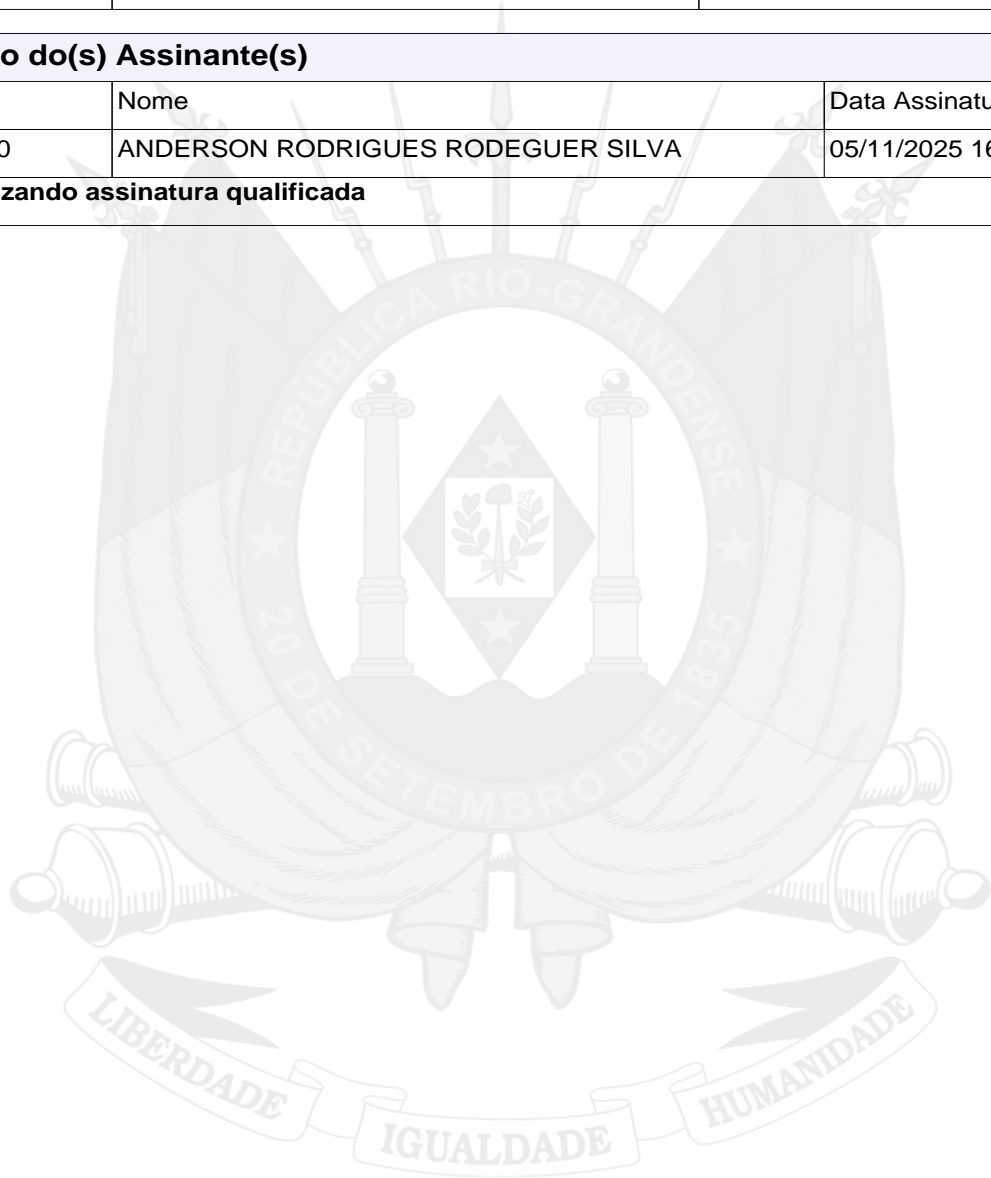 o do(s) Assinante(s)
Nome Data Assinatu
0 ANDERSON RODRIGUES RODEGUER SILVA 05/11/2025 16
zando assinatura qualificada
REPÚBLICA RIO-GRANDENSE
20 DE SETEMBRO DE 1835
LIBERDADE IGUALDADE HUMANIDADE